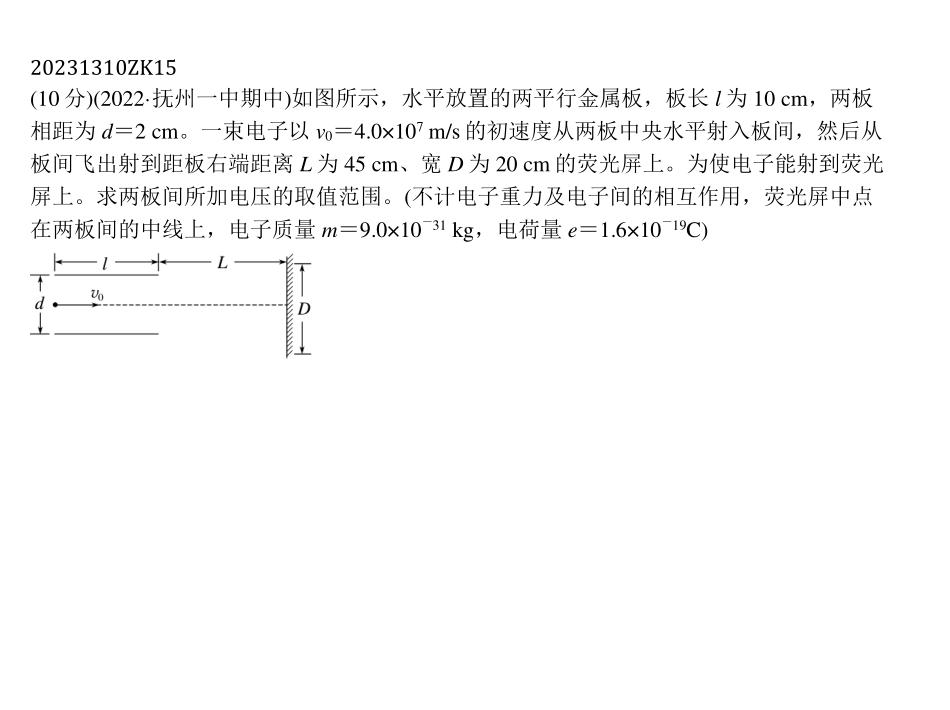 20231310ZK15
(10 分)(2022·抚州一中期中)如图所示，水平放置的两平行金属板，板长 l 为 10 cm，两板
相距为 d＝2 cm。一束电子以 v₀＝4.0×10⁷ m/s 的初速度从两板中央水平射入板间，然后从
板间飞出射到距板右端距离 L 为 45 cm、宽 D 为 20 cm 的荧光屏上。为使电子能射到荧光
屏上。求两板间所加电压的取值范围。(不计电子重力及电子间的相互作用，荧光屏中点
在两板间的中线上，电子质量 m＝9.0×10⁻³¹ kg，电荷量 e＝1.6×10⁻¹⁹C)
l L
d v₀ D